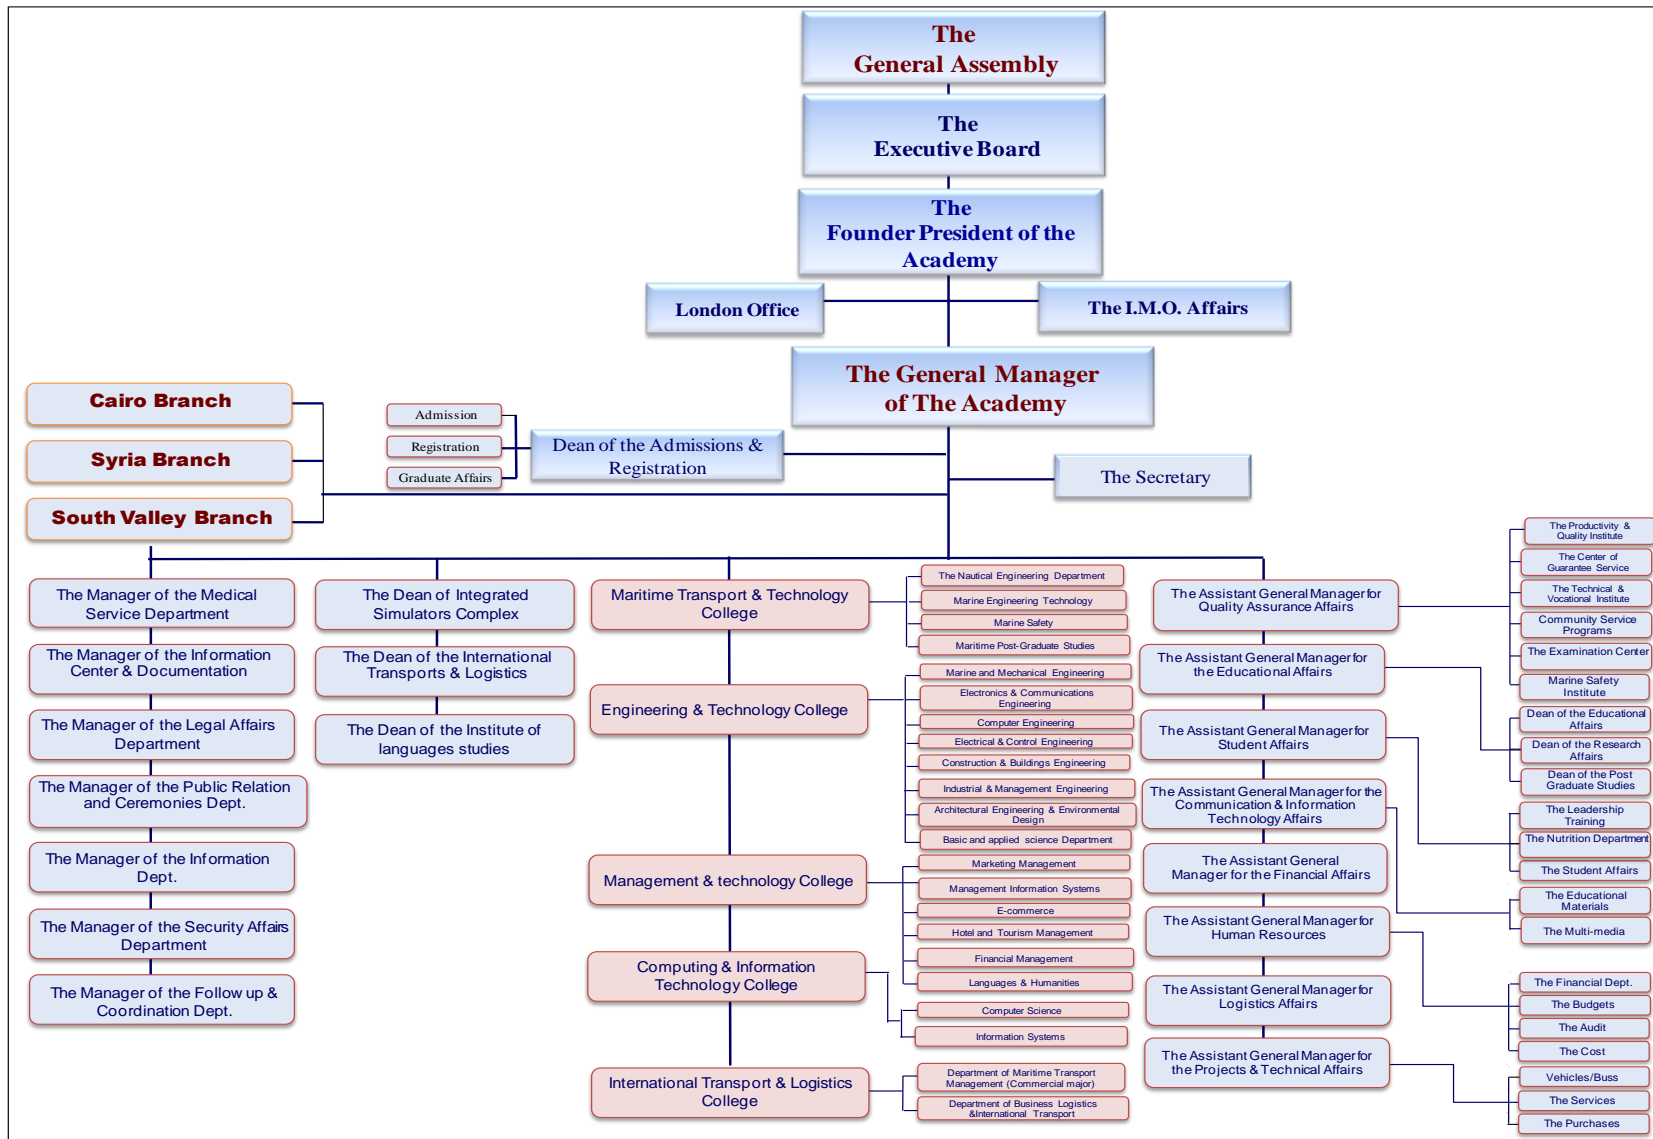 The
General Assembly
The
Executive Board
The
Founder President of the
Academy
London Office
The I.M.O. Affairs
The General Manager
of The Academy
Cairo Branch
Syria Branch
South Valley Branch
Admission
Registration
Graduate Affairs
Dean of the Admissions &
Registration
The Secretary
The Manager of the Medical
Service Department
The Manager of the Information
Center & Documentation
The Manager of the Legal Affairs
Department
The Manager of the Public Relation
and Ceremonies Dept.
The Manager of the Information
Dept.
The Manager of the Security Affairs
Department
The Manager of the Follow up &
Coordination Dept.
The Dean of Integrated
Simulators Complex
The Dean of the International
Transports & Logistics
The Dean of the Institute of
languages studies
Maritime Transport & Technology
College
Engineering & Technology College
Management & technology College
Computing & Information
Technology College
International Transport & Logistics
College
The Nautical Engineering Department
Marine Engineering Technology
Marine Safety
Maritime Post-Graduate Studies
Marine and Mechanical Engineering
Electronics & Communications
Engineering
Computer Engineering
Electrical & Control Engineering
Construction & Buildings Engineering
Industrial & Management Engineering
Architectural Engineering & Environmental
Design
Basic and applied science Department
Marketing Management
Management Information Systems
E-commerce
Hotel and Tourism Management
Financial Management
Languages & Humanities
Computer Science
Information Systems
Department of Maritime Transport
Management (Commercial major)
Department of Business Logistics
&International Transport
The Assistant General Manager for
Quality Assurance Affairs
The Assistant General Manager for
the Educational Affairs
The Assistant General Manager for
Student Affairs
The Assistant General Manager for the
Communication & Information
Technology Affairs
The Assistant General
Manager for the Financial Affairs
The Assistant General Manager for
Human Resources
The Assistant General Manager for
Logistics Affairs
The Assistant General Manager for
the Projects & Technical Affairs
The Productivity &
Quality Institute
The Center of
Guarantee Service
The Technical &
Vocational Institute
Community Service
Programs
The Examination Center
Marine Safety
Institute
Dean of the Educational
Affairs
Dean of the Research
Affairs
Dean of the Post
Graduate Studies
The Leadership
Training
The Nutrition Department
The Student Affairs
The Educational
Materials
The Multi-media
The Financial Dept.
The Budgets
The Audit
The Cost
Vehicles/Buss
The Services
The Purchases